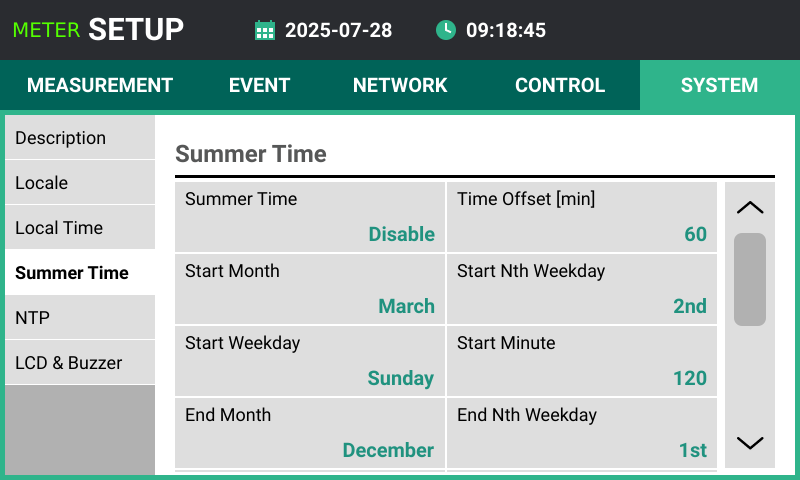 METER SETUP 2025-07-28 09:18:45
MEASUREMENT EVENT NETWORK CONTROL SYSTEM
Description
Locale
Local Time
Summer Time
NTP
LCD & Buzzer
Summer Time
Summer Time Time Offset [min]
Disable 60
Start Month Start Nth Weekday
March 2nd
Start Weekday Start Minute
Sunday 120
End Month End Nth Weekday
December 1st